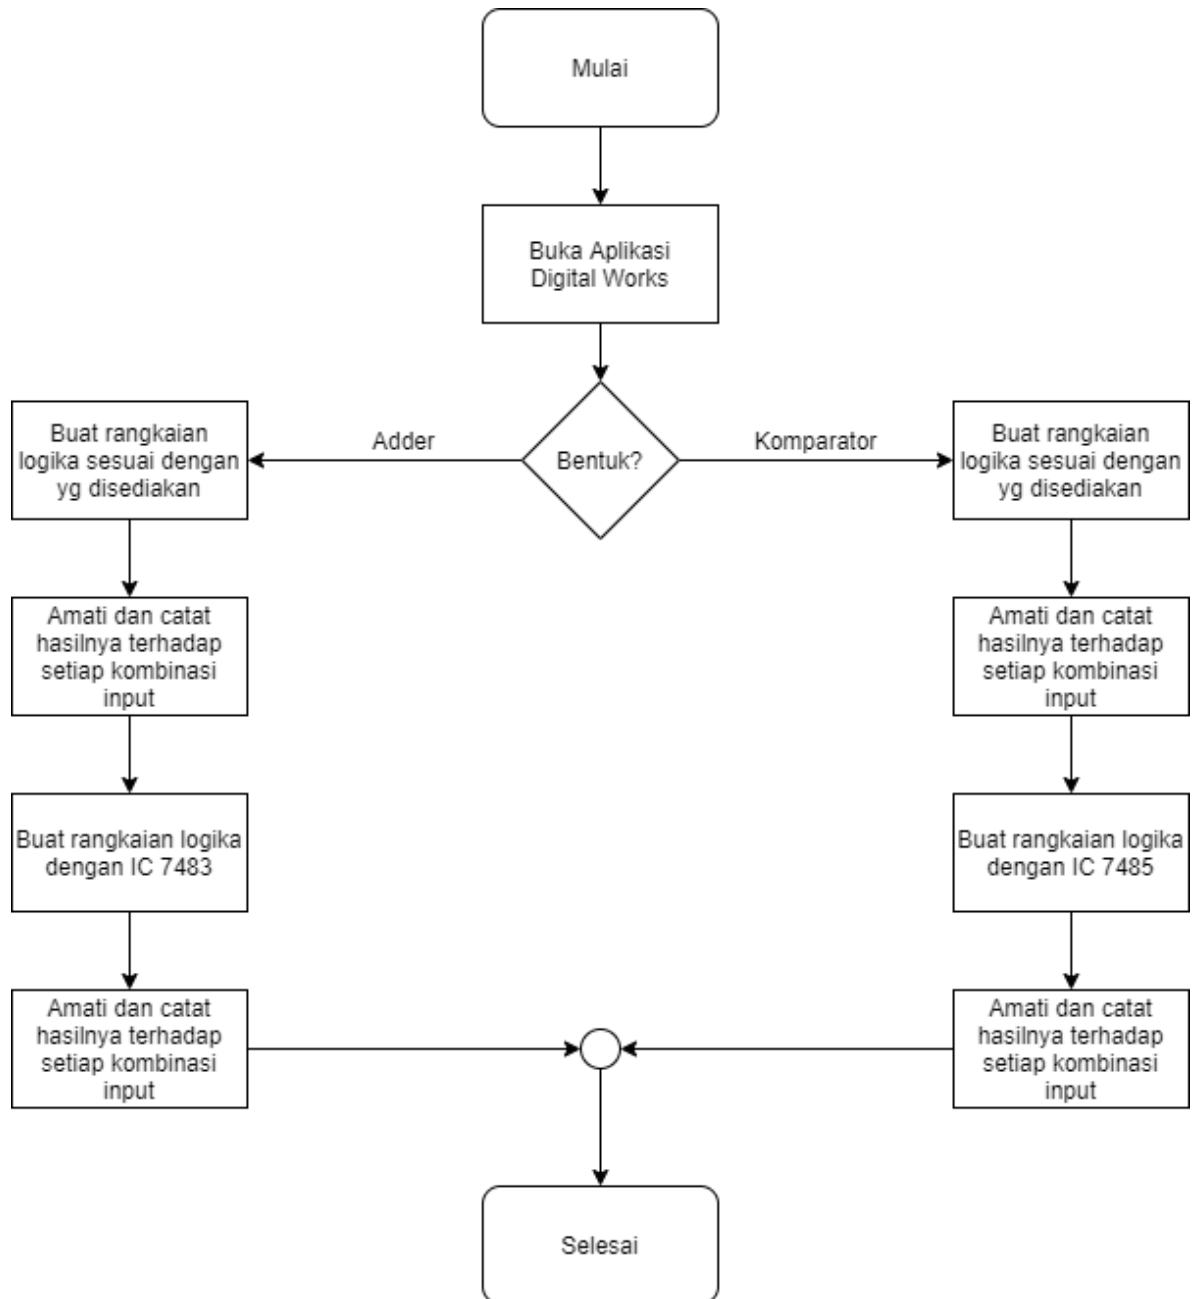 Mulai
Buka Aplikasi
Digital Works
Bentuk?
Adder
Komparator
Buat rangkaian
logika sesuai dengan
yg disediakan
Amati dan catat
hasilnya terhadap
setiap kombinasi
input
Buat rangkaian logika
dengan IC 7483
Amati dan catat
hasilnya terhadap
setiap kombinasi
input
Buat rangkaian
logika sesuai dengan
yg disediakan
Amati dan catat
hasilnya terhadap
setiap kombinasi
input
Buat rangkaian logika
dengan IC 7485
Amati dan catat
hasilnya terhadap
setiap kombinasi
input
Selesai